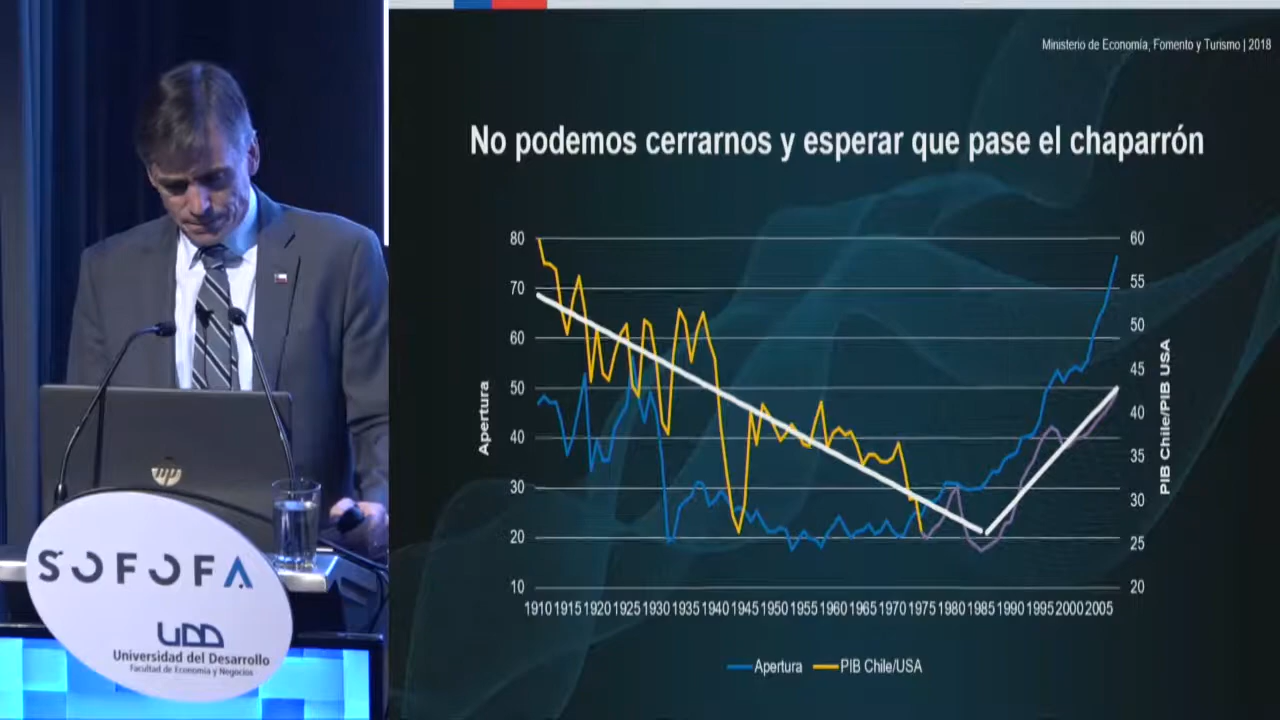 Ministerio de Economía, Fomento y Turismo | 2018
No podemos cerrarnos y esperar que pase el chaparrón
80
70
60
50
40
30
20
10
Apertura
60
55
50
45
40
35
30
25
20
PIB Chile/PIB USA
1910 1915 1920 1925 1930 1935 1940 1945 1950 1955 1960 1965 1970 1975 1980 1985 1990 1995 2000 2005
Apertura PIB Chile/USA
hp
SOFOFA
UDD
Universidad del Desarrollo
Facultad de Economía y Negocios